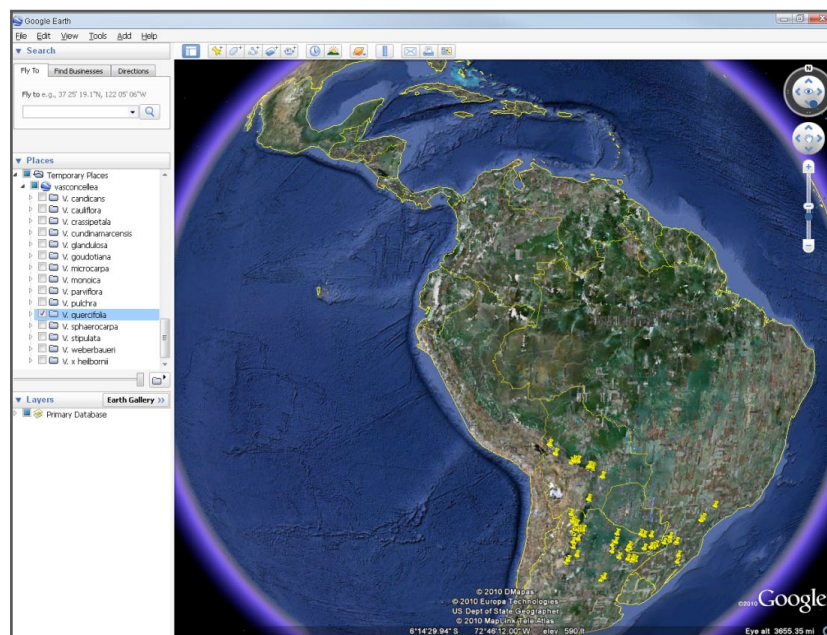 Google Earth
File Edit View Tools Add Help
Search
Fly To Find Businesses Directions
Fly to e.g., 37 25' 19.1"N, 122 05' 06"W
Places
Temporary Places
vasconcellea
V. candicans
V. cauliflora
V. crassipetala
V. cundinamarcensis
V. glandulosa
V. goudotiana
V. microcarpa
V. monoica
V. parviflora
V. pulchra
V. quercifolia
V. sphaerocarpa
V. stipulata
V. weberbaueri
V. x heilbornii
Layers Earth Gallery >>
Primary Database
N
© 2010 DMapas
© 2010 Europa Technologies
US Dept of State Geographer
© 2010 MapLink/Tele Atlas
©2010 Google
6°14'29.94" S 72°46'12.00" W elev 590 ft Eye alt 3655.35 mi